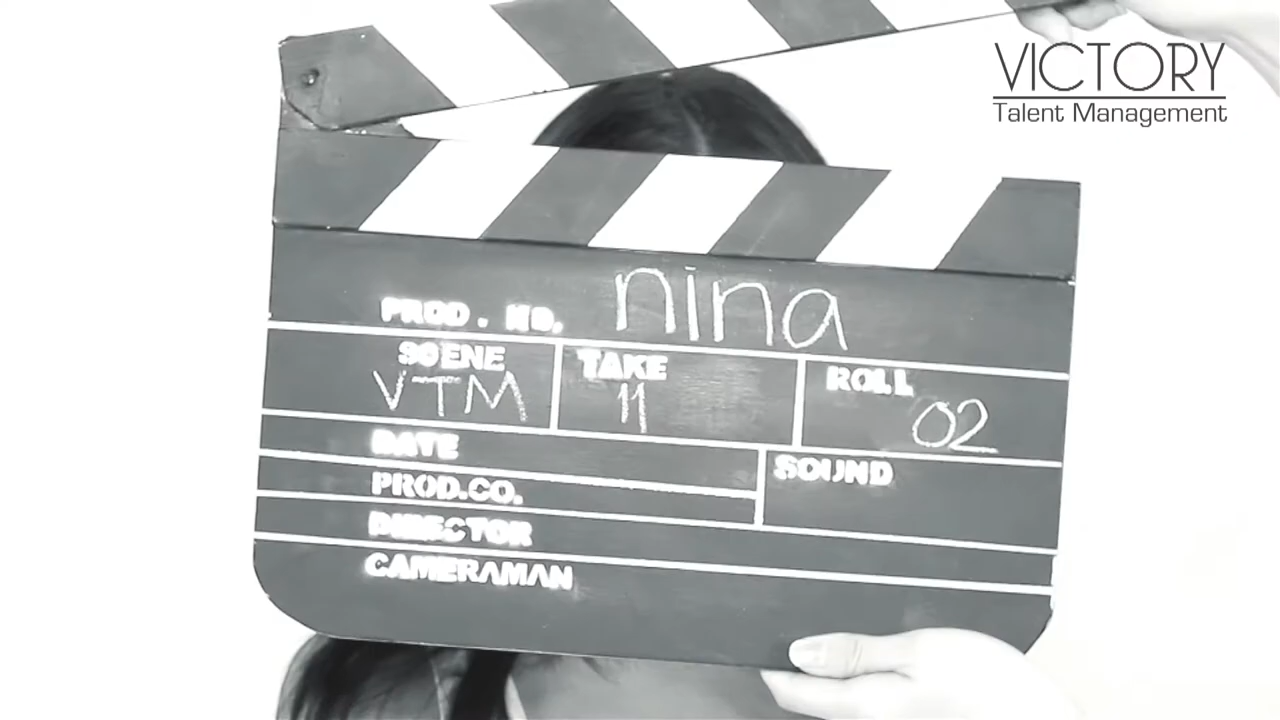 VICTORY
Talent Management
nina
PROD. NO.
SCENE
VTM
TAKE
11
ROLL
02
DATE
SOUND
PROD.CO.
DIRECTOR
CAMERAMAN